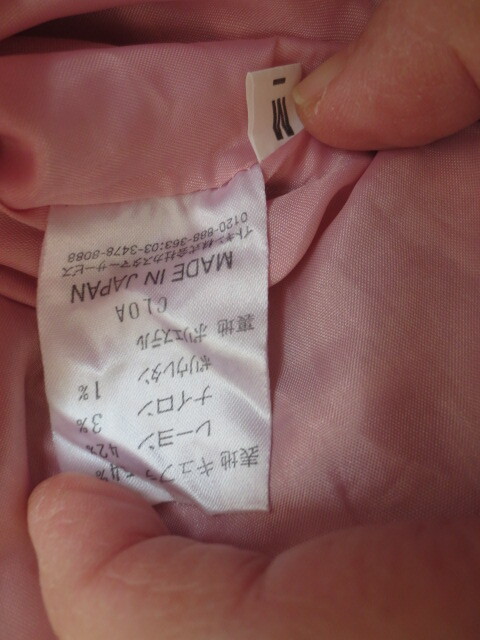 表地 キュプラ
レーヨン 42%
ナイロン 3%
ポリウレタン 1%
裏地 ポリエステル
C10A
MADE IN JAPAN
イトキン株式会社カスタマーサービス
0120-888-363:03-3478-8088
M